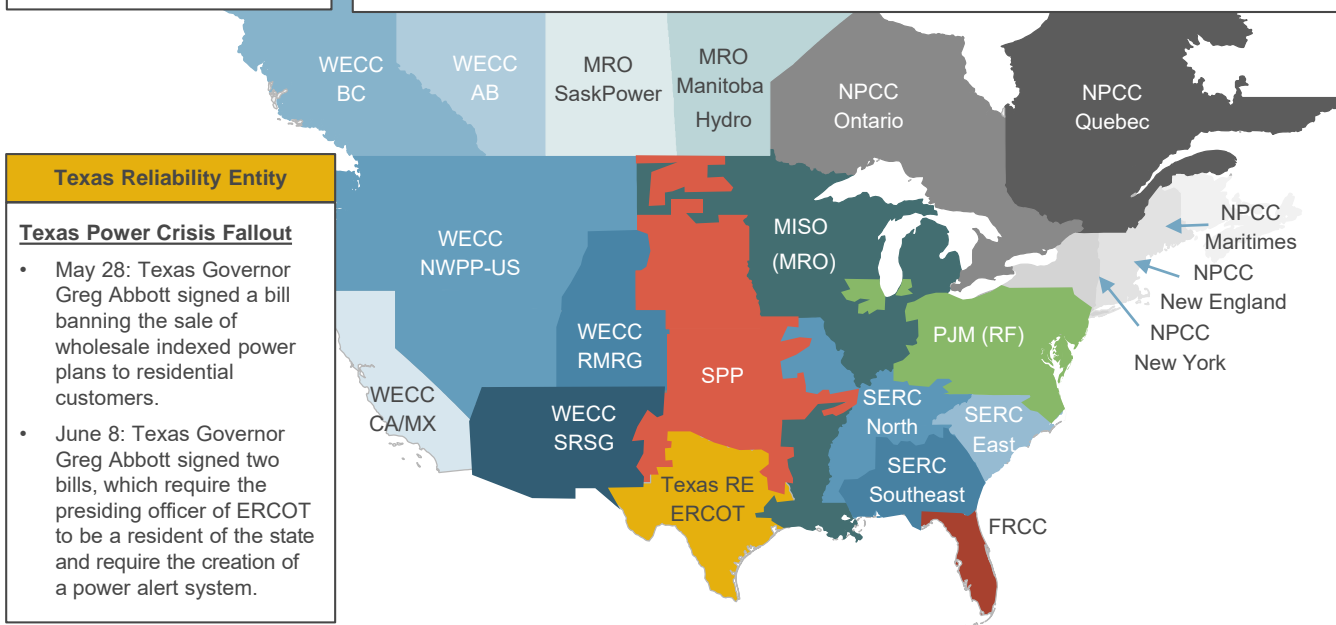 WECC
BC
WECC
AB
MRO
SaskPower
MRO
Manitoba
Hydro
NPCC
Ontario
NPCC
Quebec
Texas Reliability Entity
Texas Power Crisis Fallout
• May 28: Texas Governor
Greg Abbott signed a bill
banning the sale of
wholesale indexed power
plans to residential
customers.
• June 8: Texas Governor
Greg Abbott signed two
bills, which require the
presiding officer of ERCOT
to be a resident of the state
and require the creation of
a power alert system.
WECC
NWPP-US
MISO
(MRO)
NPCC
Maritimes
NPCC
New England
NPCC
New York
WECC
RMRG
SPP
PJM (RF)
WECC
CA/MX
WECC
SRSG
SERC
North
SERC
East
SERC
Southeast
Texas RE
ERCOT
FRCC